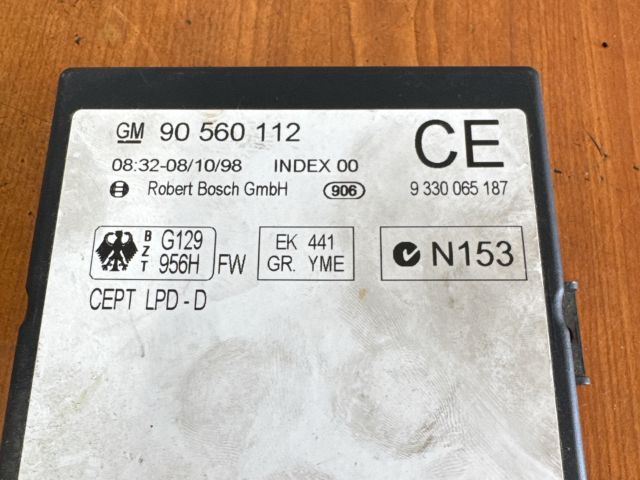 GM 90 560 112
CE
08:32-08/10/98 INDEX 00
Robert Bosch GmbH 906 9 330 065 187
BZT G129 956H FW
EK 441
GR. YME
N153
CEPT LPD - D